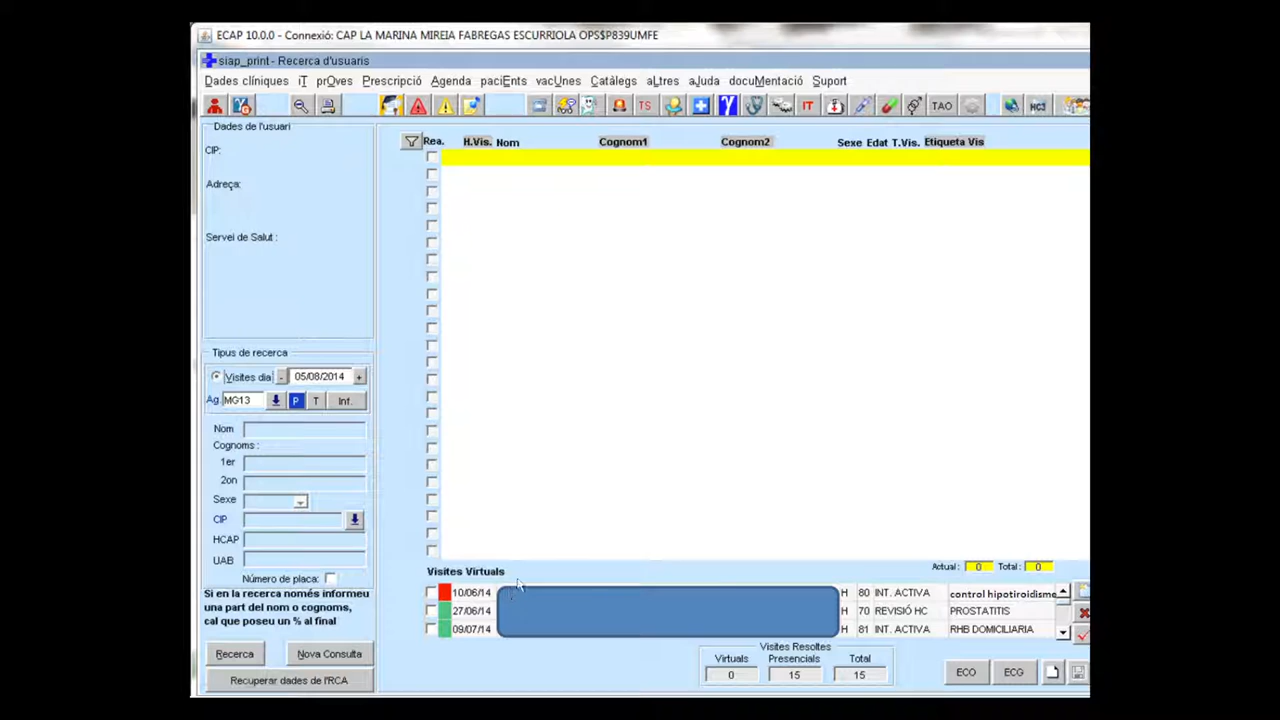 ECAP 10.0.0 - Connexió: CAP LA MARINA MIREIA FABREGAS ESCURRIOLA OPS$P839UMFE
siap_print - Recerca d'usuaris
Dades clíniques iT prOves Prescripció Agenda paciEnts vacUnes Catàlegs aLtres aJuda docuMentació Suport
TS IT TAO HC3
Dades de l'usuari
CIP:
Adreça:
Servei de Salut :
Rea. H.Vis. Nom Cognom1 Cognom2 Sexe Edat T.Vis. Etiqueta Vis
Tipus de recerca
Visites dia - 05/08/2014 +
Ag. MG13 P T Inf.
Nom
Cognoms :
1er
2on
Sexe
CIP
HCAP
UAB
Número de placa:
Si en la recerca només informeu
una part del nom o cognoms,
cal que poseu un % al final
Recerca Nova Consulta
Recuperar dades de l'RCA
Actual : 0 Total : 0
Visites Virtuals
10/06/14 H 80 INT. ACTIVA control hipotiroidisme
27/06/14 H 70 REVISIÓ HC PROSTATITIS
09/07/14 H 81 INT. ACTIVA RHB DOMICILIARIA
Visites Resoltes
Virtuals Presencials Total
0 15 15
ECO ECG